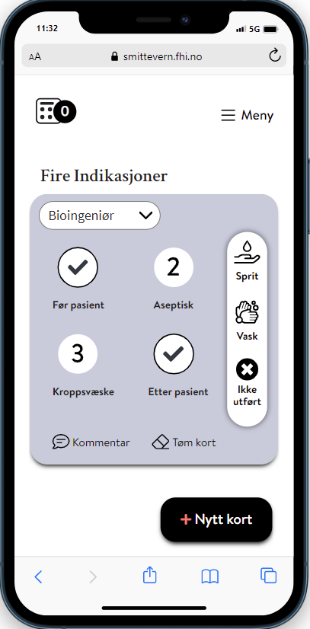 11:32
5G
AA
smittevern.fhi.no
0
Meny
Fire Indikasjoner
Bioingeniør
2
Før pasient
Aseptisk
3
Kroppsvæske
Etter pasient
Sprit
Vask
Ikke
utført
Kommentar
Tøm kort
+ Nytt kort